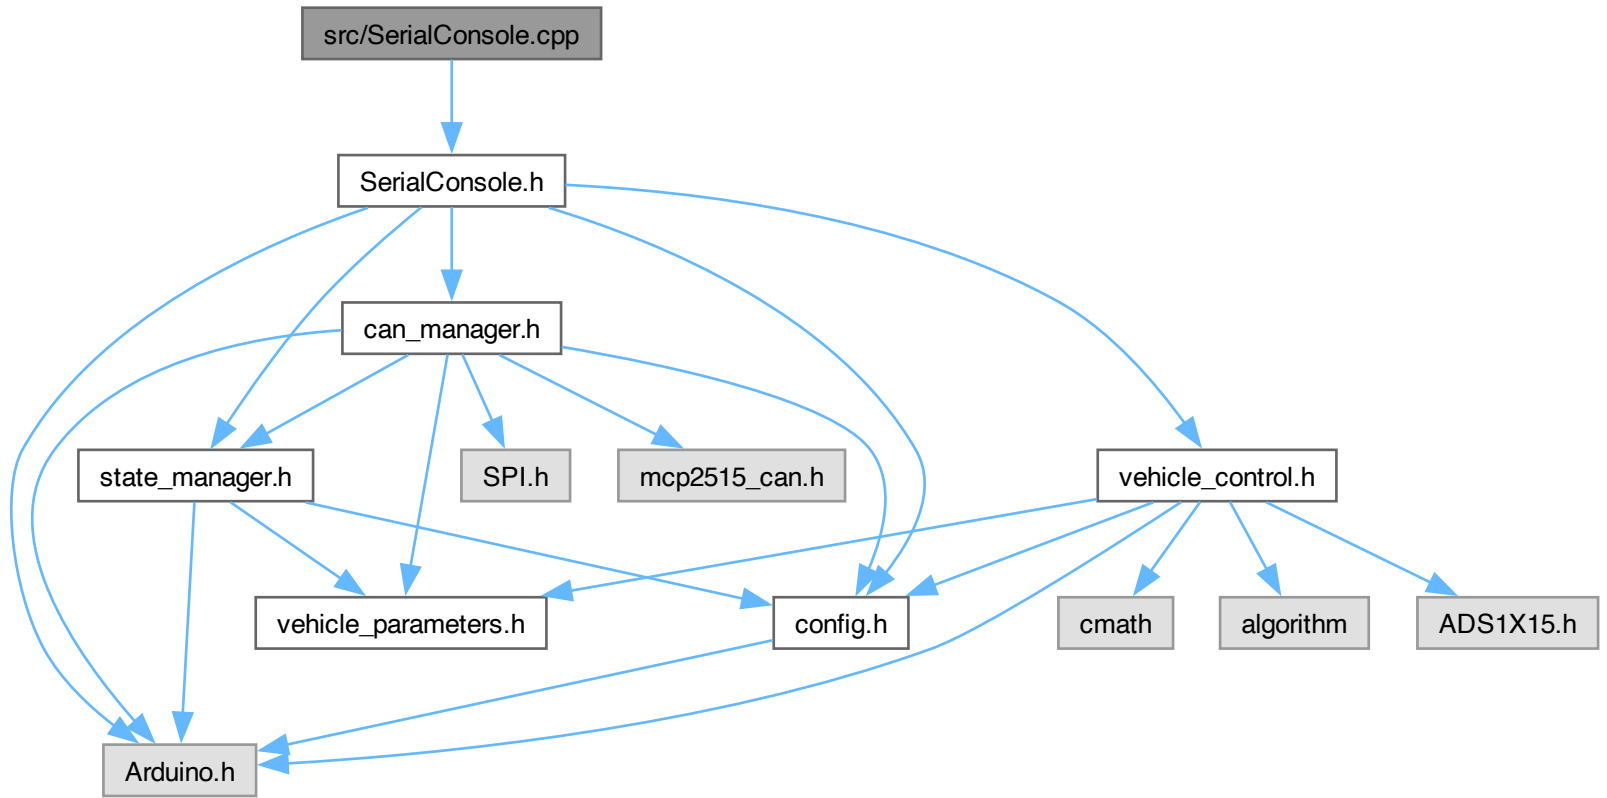 src/SerialConsole.cpp
SerialConsole.h
can_manager.h
state_manager.h
SPI.h
mcp2515_can.h
vehicle_control.h
vehicle_parameters.h
config.h
cmath
algorithm
ADS1X15.h
Arduino.h